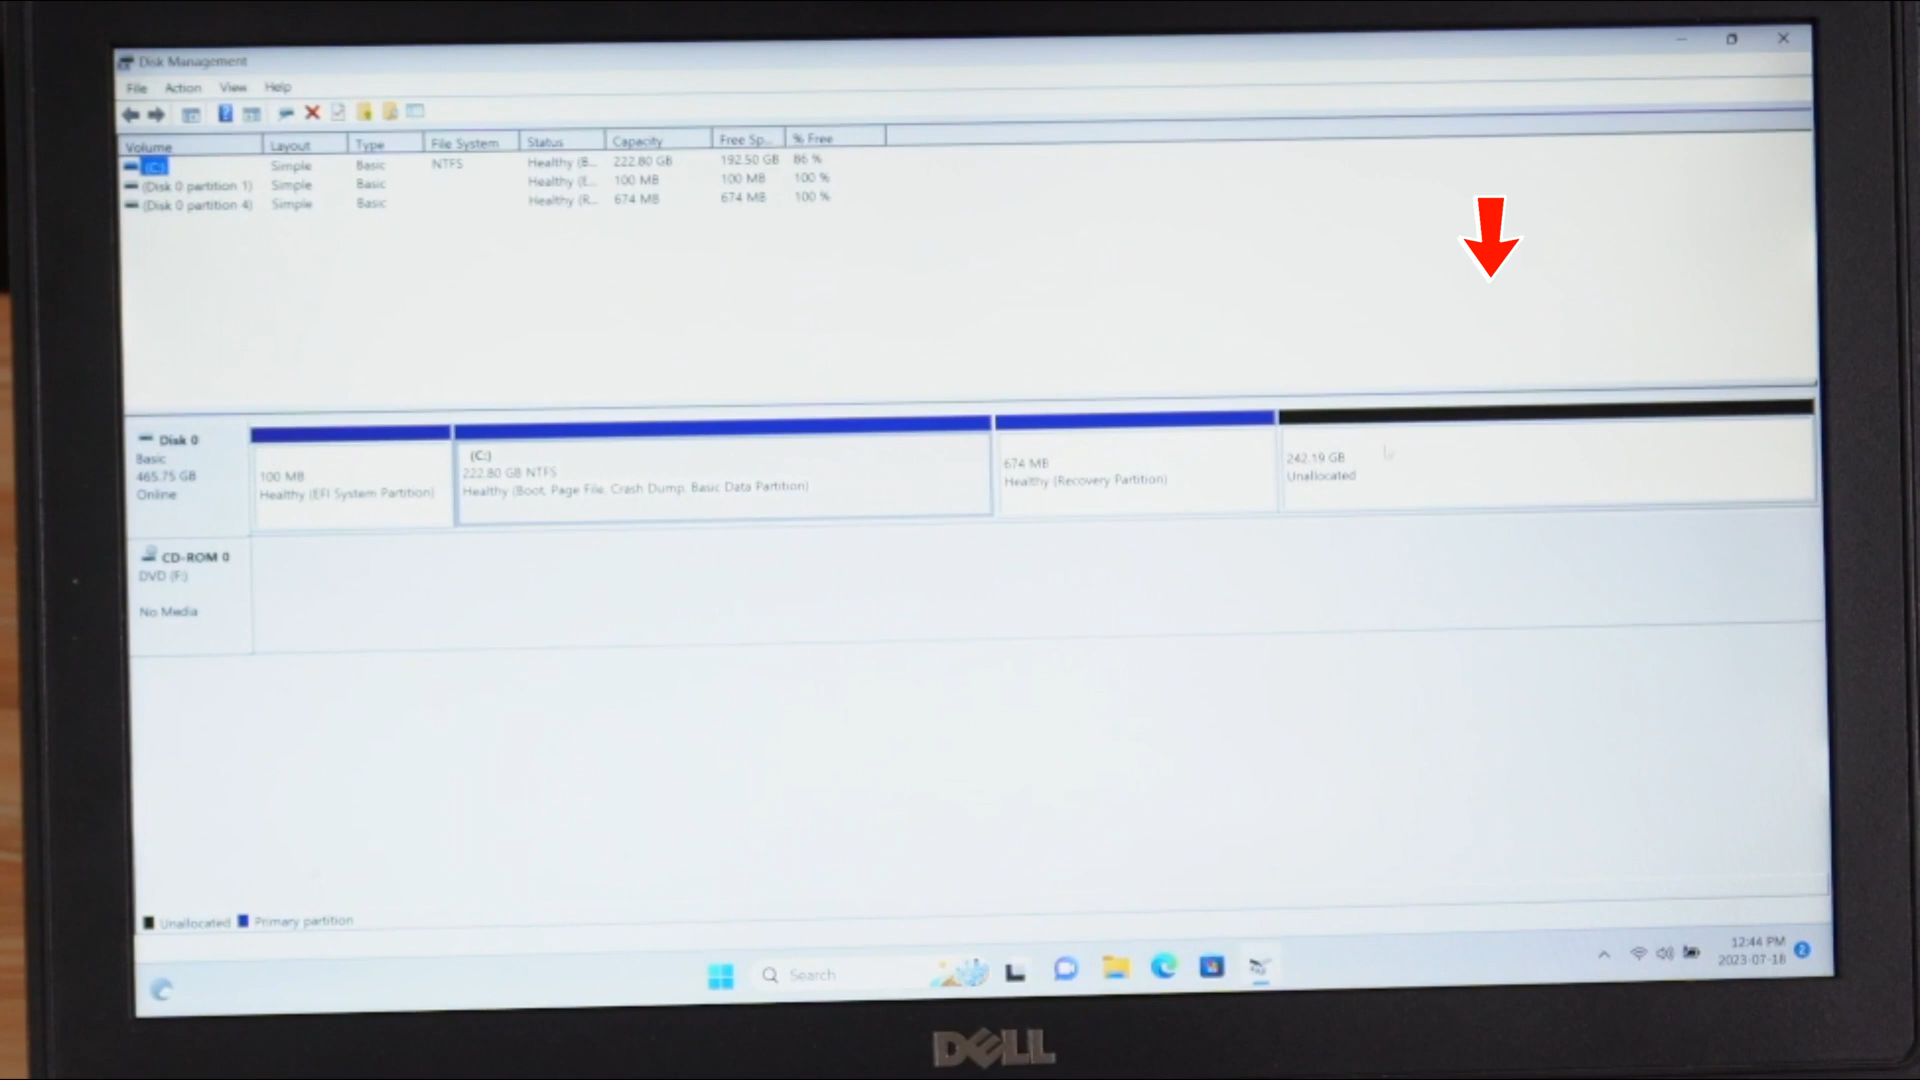 Disk Management
File Action View Help
Volume Layout Type File System Status Capacity Free Sp... % Free
(C:) Simple Basic NTFS Healthy (B... 222.80 GB 192.50 GB 86 %
(Disk 0 partition 1) Simple Basic Healthy (E... 100 MB 100 MB 100 %
(Disk 0 partition 4) Simple Basic Healthy (R... 674 MB 674 MB 100 %
Disk 0
Basic
465.75 GB
Online
100 MB
Healthy (EFI System Partition)
(C:)
222.80 GB NTFS
Healthy (Boot, Page File, Crash Dump, Basic Data Partition)
674 MB
Healthy (Recovery Partition)
242.19 GB
Unallocated
CD-ROM 0
DVD (F:)
No Media
Unallocated Primary partition
Search
12:44 PM
2023-07-18
2
DELL